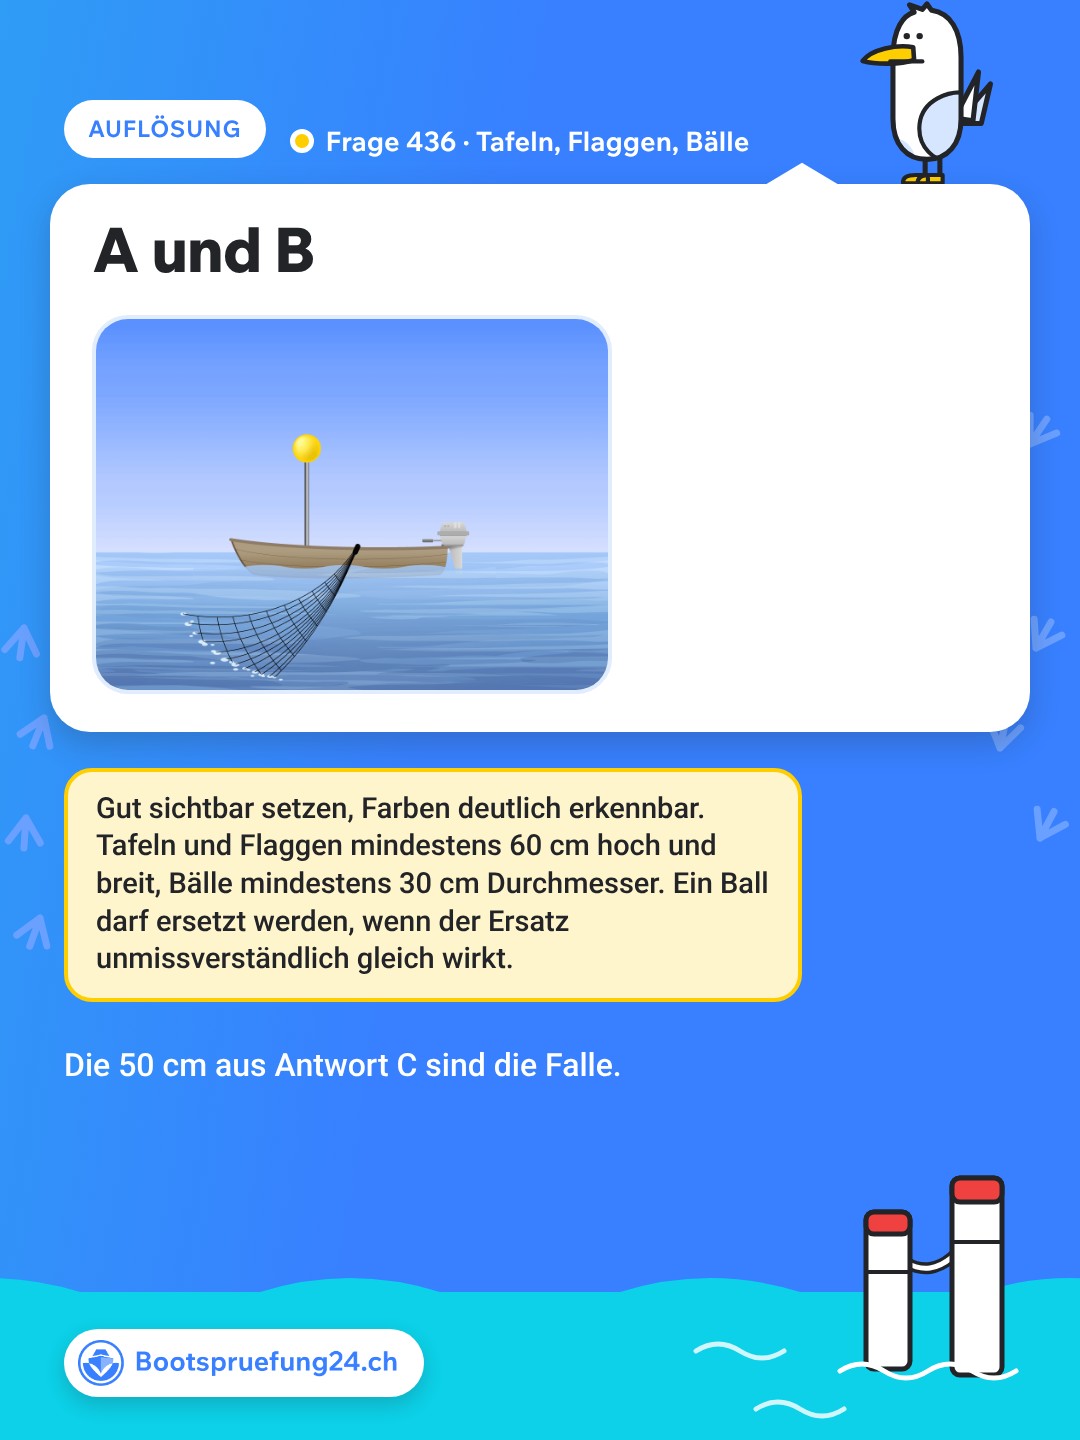 AUFLÖSUNG
Frage 436 · Tafeln, Flaggen, Bälle
A und B
Gut sichtbar setzen, Farben deutlich erkennbar.
Tafeln und Flaggen mindestens 60 cm hoch und
breit, Bälle mindestens 30 cm Durchmesser. Ein Ball
darf ersetzt werden, wenn der Ersatz
unmissverständlich gleich wirkt.
Die 50 cm aus Antwort C sind die Falle.
Bootspruefung24.ch